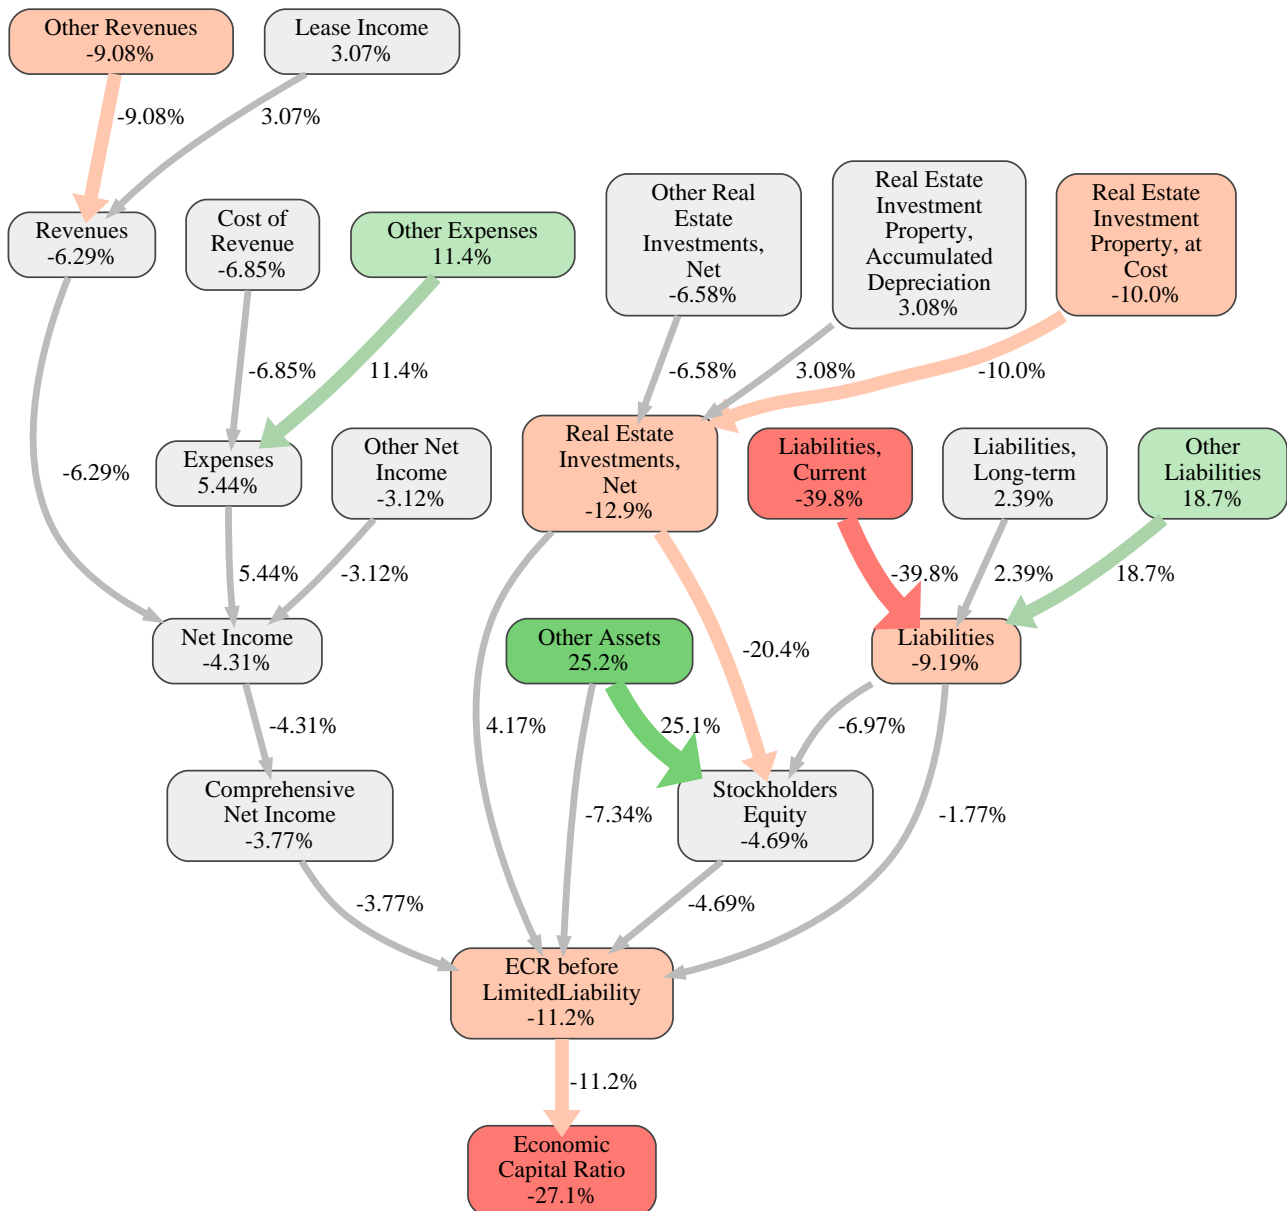 Other Revenues
-9.08%
Lease Income
3.07%
-9.08%
3.07%
Revenues
-6.29%
Cost of
Revenue
-6.85%
Other Expenses
11.4%
Other Real
Estate
Investments,
Net
-6.58%
Real Estate
Investment
Property,
Accumulated
Depreciation
3.08%
Real Estate
Investment
Property, at
Cost
-10.0%
-6.85%
11.4%
-6.58%
3.08%
-10.0%
-6.29%
Expenses
5.44%
Other Net
Income
-3.12%
Real Estate
Investments,
Net
-12.9%
Liabilities,
Current
-39.8%
Liabilities,
Long-term
2.39%
Other
Liabilities
18.7%
5.44%
-3.12%
-39.8%
2.39%
18.7%
Net Income
-4.31%
Other Assets
25.2%
-20.4%
Liabilities
-9.19%
-4.31%
4.17%
25.1%
-6.97%
Comprehensive
Net Income
-3.77%
-7.34%
Stockholders
Equity
-4.69%
-1.77%
-3.77%
-4.69%
ECR before
LimitedLiability
-11.2%
-11.2%
Economic
Capital Ratio
-27.1%